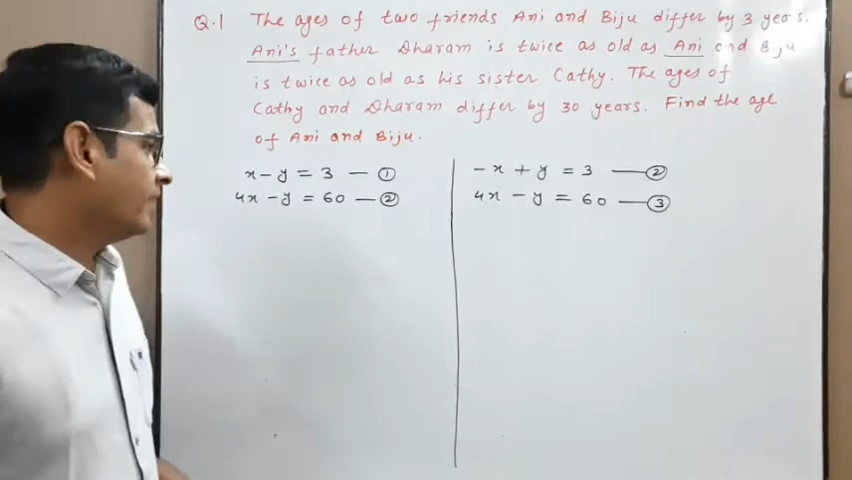 Q.1 The ages of two friends Ani and Biju differ by 3 years.
Ani's father Dharam is twice as old as Ani and Biju
is twice as old as his sister Cathy. The ages of
Cathy and Dharam differ by 30 years. Find the age
of Ani and Biju.
x - y = 3 — ①
4x - y = 60 — ②
- x + y = 3 — ②
4x - y = 60 — ③